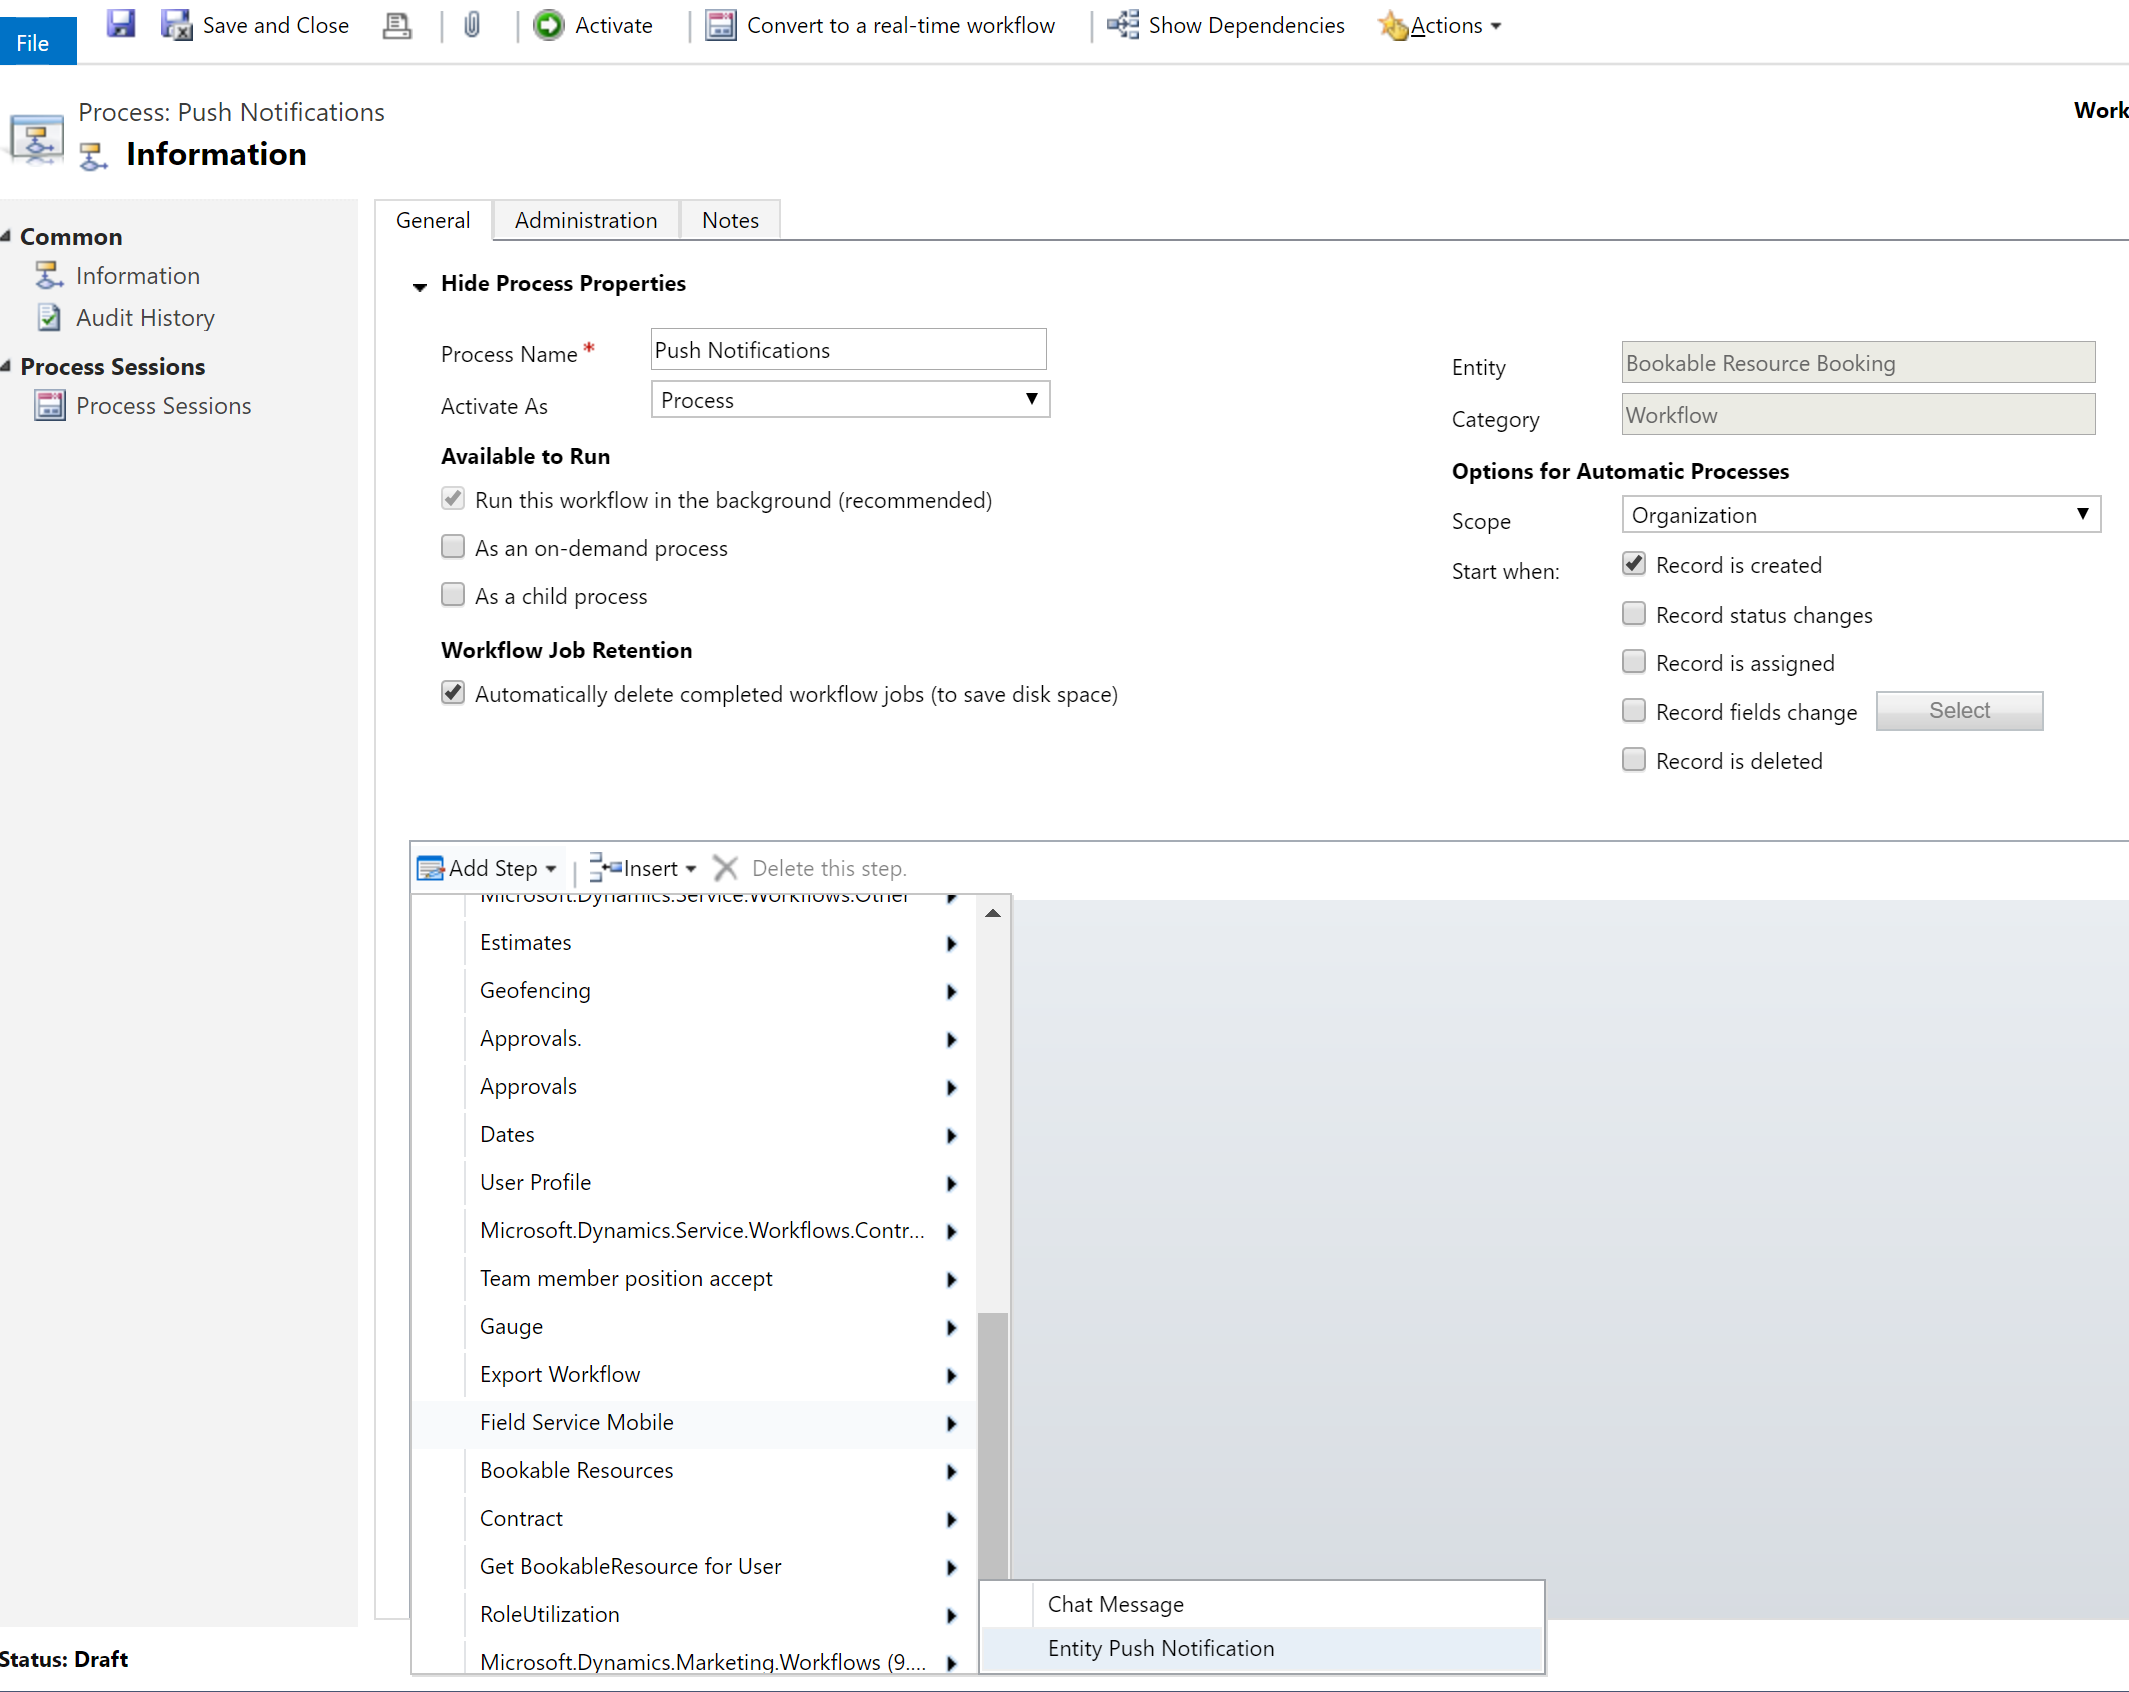 File
Save and Close
Activate
Convert to a real-time workflow
Show Dependencies
Actions
Process: Push Notifications
Information
Work
Common
Information
Audit History
Process Sessions
Process Sessions
General
Administration
Notes
Hide Process Properties
Process Name *
Push Notifications
Activate As
Process
Available to Run
Run this workflow in the background (recommended)
As an on-demand process
As a child process
Workflow Job Retention
Automatically delete completed workflow jobs (to save disk space)
Entity
Bookable Resource Booking
Category
Workflow
Options for Automatic Processes
Scope
Organization
Start when:
Record is created
Record status changes
Record is assigned
Record fields change
Select
Record is deleted
Add Step
Insert
Delete this step.
Microsoft.Dynamics.Service.Workflows.Other
Estimates
Geofencing
Approvals.
Approvals
Dates
User Profile
Microsoft.Dynamics.Service.Workflows.Contr...
Team member position accept
Gauge
Export Workflow
Field Service Mobile
Bookable Resources
Contract
Get BookableResource for User
RoleUtilization
Microsoft.Dynamics.Marketing.Workflows (9....
Chat Message
Entity Push Notification
Status: Draft